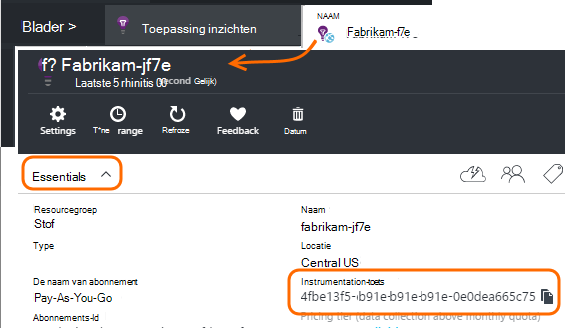 Blader >
Toepassing inzichten
NAAM
Fabrikam-f7e
f? Fabrikam-jf7e
Laatste 5 rhinitis 00 econd Gelijk)
Settings
T°ne range
Refroze
Feedback
Datum
Essentials
Resourcegroep
Naam
Stof
fabrikam-jf7e
Type
Locatie
Central US
De naam van abonnement
Instrumentation-toets
Pay-As-You-Go
4fbe13f5-ib91e-b91e-b91e-0e0dea665c75
Abonnements-Id
Pricing tier (data collection above monthly quota)